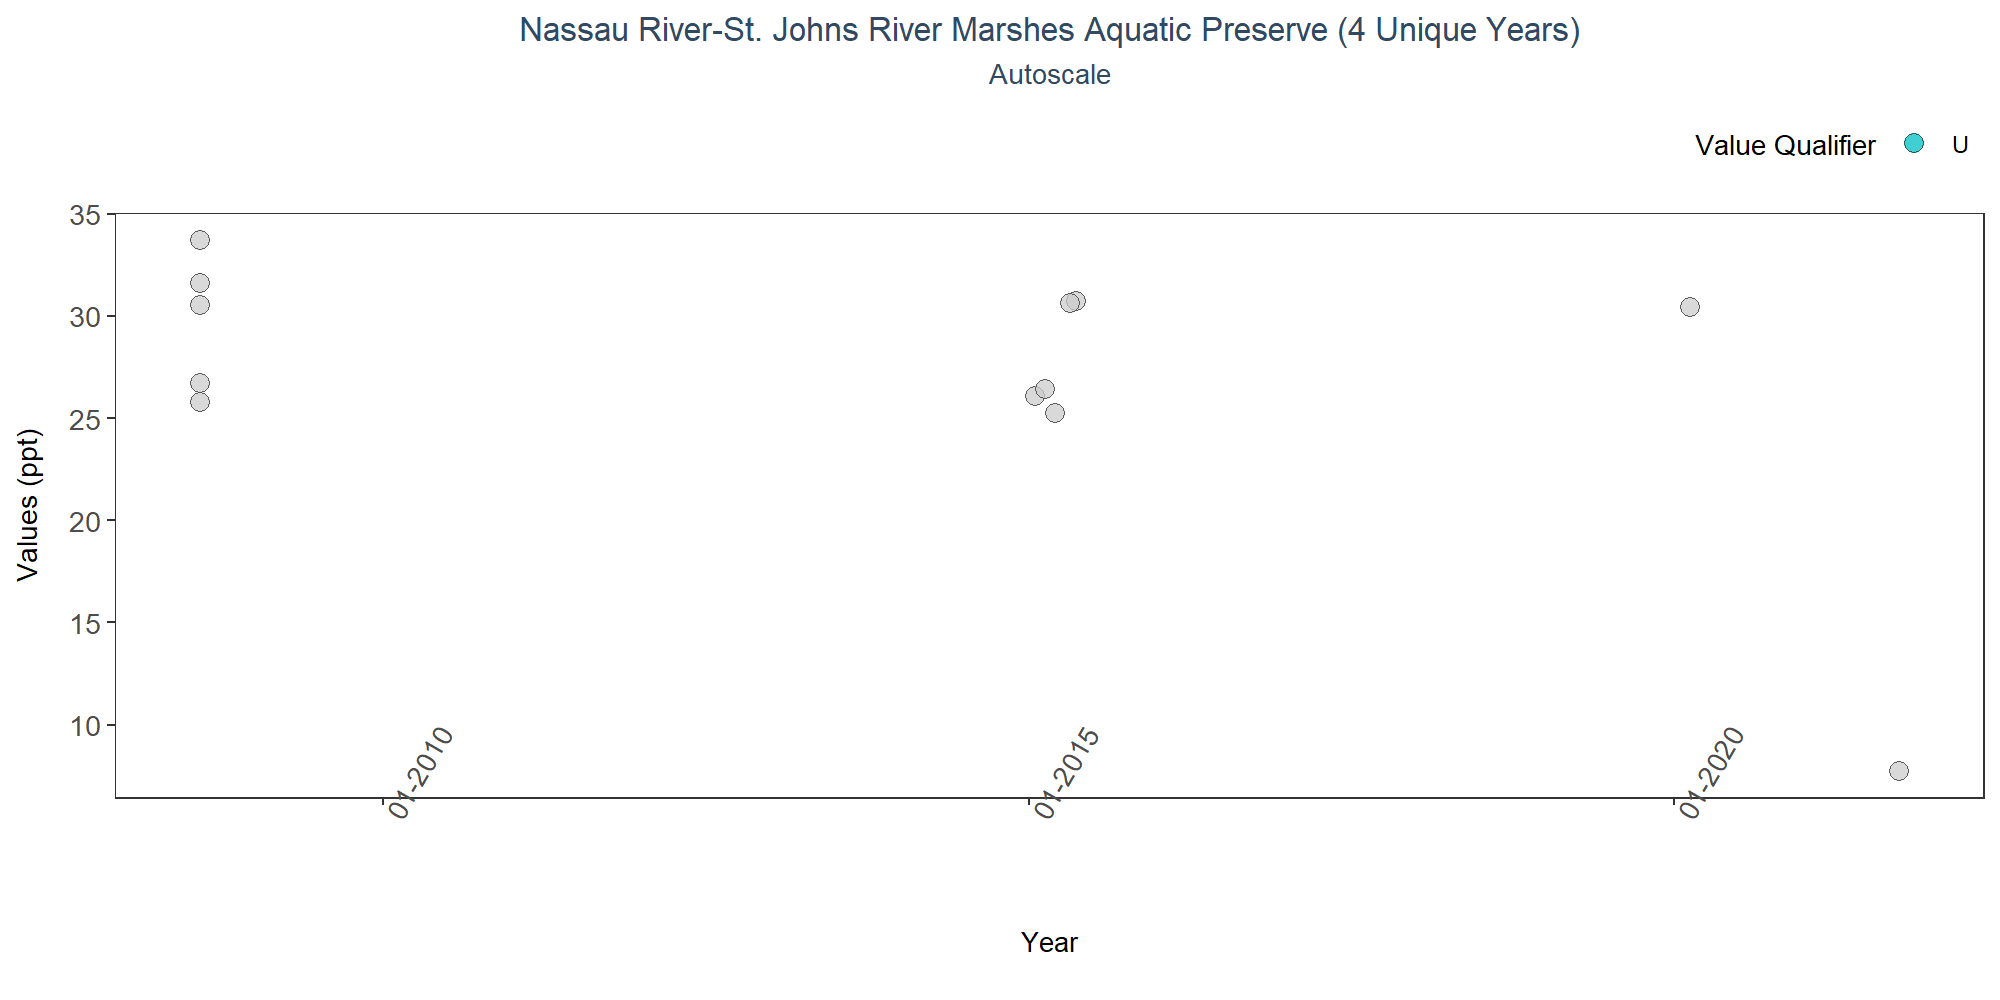 Nassau River-St. Johns River Marshes Aquatic Preserve (4 Unique Years)
Autoscale
Value Qualifier U
35
30
25
20
15
10
Values (ppt)
01-2010 01-2015 01-2020
Year